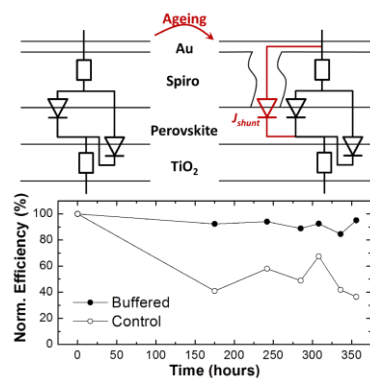 Ageing
Au
Spiro
Perovskite
TiO₂
J_shunt
Norm. Efficiency (%)
100
80
60
40
20
0
Buffered
Control
0 50 100 150 200 250 300 350
Time (hours)